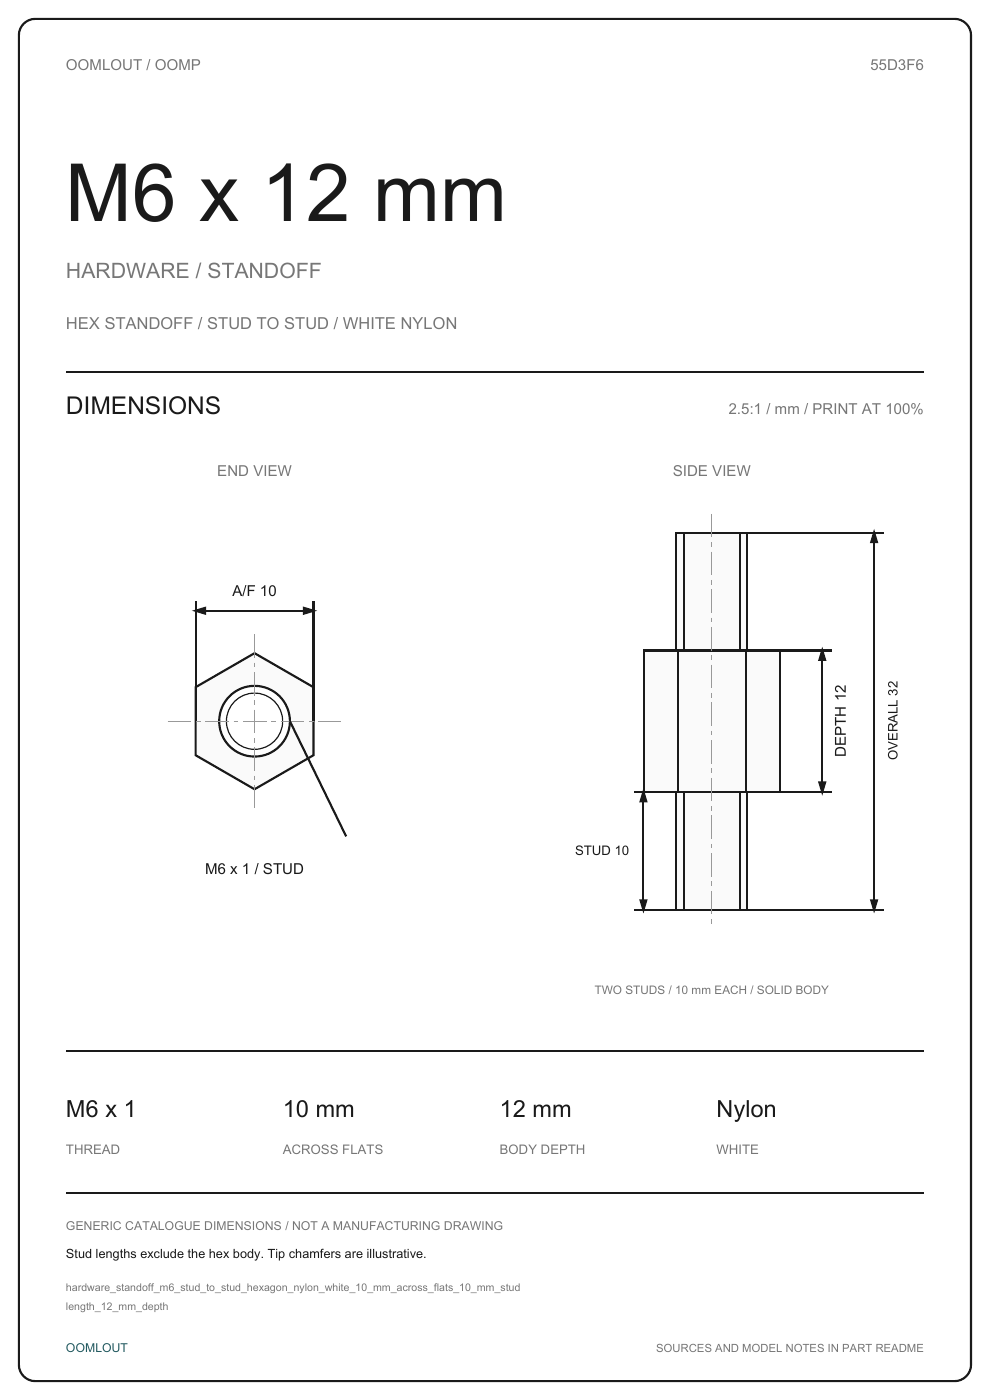 OOMLOUT / OOMP
55D3F6
M6 x 12 mm
HARDWARE / STANDOFF
HEX STANDOFF / STUD TO STUD / WHITE NYLON
DIMENSIONS
2.5:1 / mm / PRINT AT 100%
END VIEW
SIDE VIEW
A/F 10
M6 x 1 / STUD
DEPTH 12
OVERALL 32
STUD 10
TWO STUDS / 10 mm EACH / SOLID BODY
M6 x 1
THREAD
10 mm
ACROSS FLATS
12 mm
BODY DEPTH
Nylon
WHITE
GENERIC CATALOGUE DIMENSIONS / NOT A MANUFACTURING DRAWING
Stud lengths exclude the hex body. Tip chamfers are illustrative.
hardware_standoff_m6_stud_to_stud_hexagon_nylon_white_10_mm_across_flats_10_mm_stud
length_12_mm_depth
OOMLOUT
SOURCES AND MODEL NOTES IN PART README